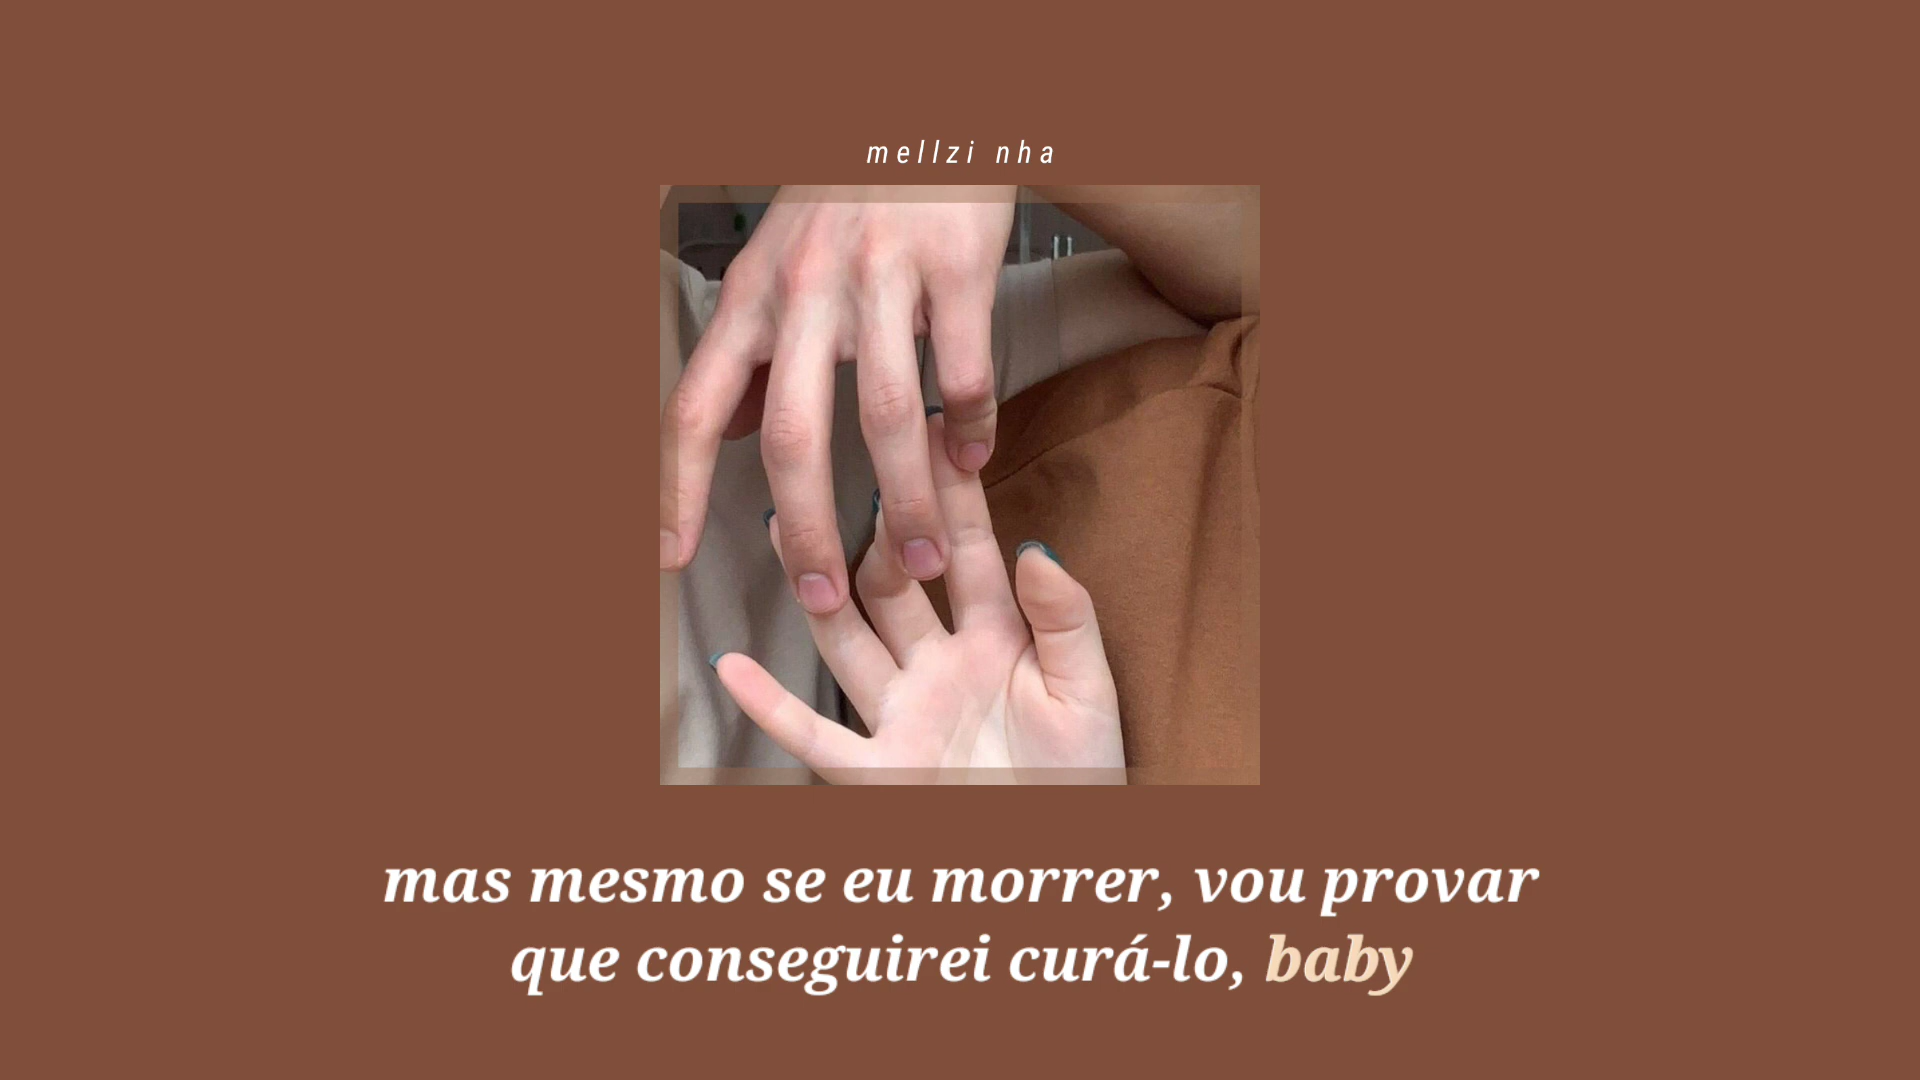 mellzi nha
mas mesmo se eu morrer, vou provar
que conseguirei curá-lo, baby